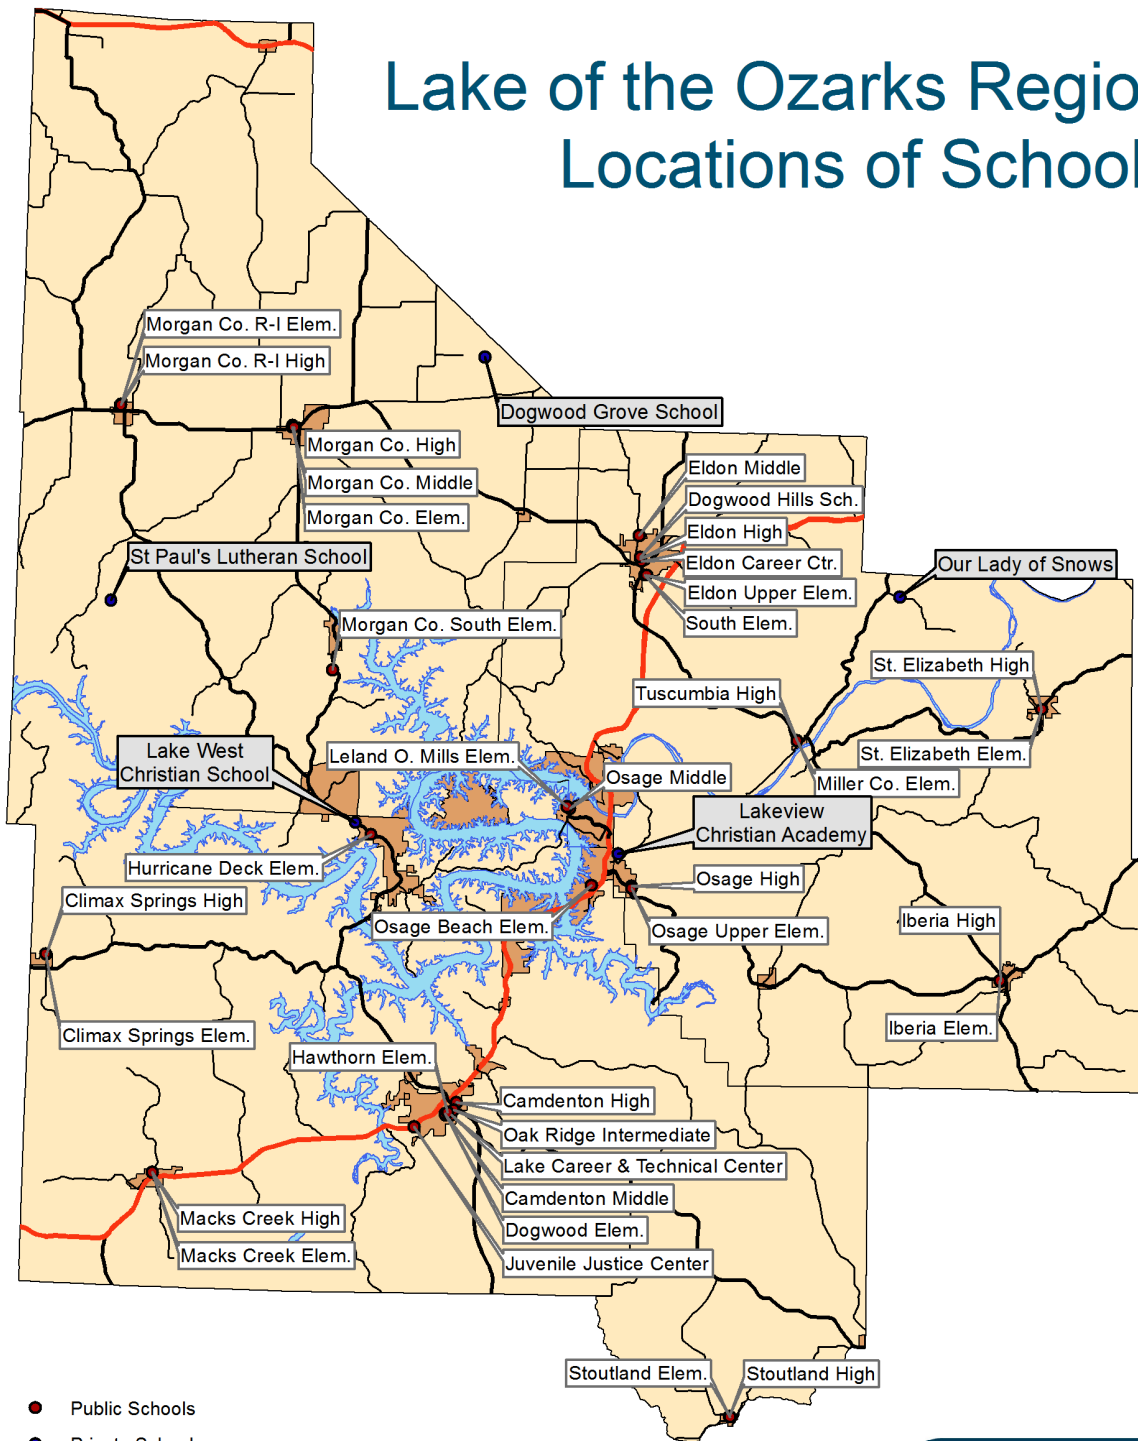 Lake of the Ozarks Regio
Locations of School
Morgan Co. R-I Elem.
Morgan Co. R-I High
Dogwood Grove School
Morgan Co. High
Morgan Co. Middle
Morgan Co. Elem.
Eldon Middle
Dogwood Hills Sch.
Eldon High
Eldon Career Ctr.
Eldon Upper Elem.
South Elem.
St Paul's Lutheran School
Our Lady of Snows
Morgan Co. South Elem.
St. Elizabeth High
Tuscumbia High
St. Elizabeth Elem.
Miller Co. Elem.
Lake West
Christian School
Leland O. Mills Elem.
Osage Middle
Lakeview
Christian Academy
Hurricane Deck Elem.
Osage High
Climax Springs High
Osage Beach Elem.
Osage Upper Elem.
Iberia High
Iberia Elem.
Climax Springs Elem.
Hawthorn Elem.
Camdenton High
Oak Ridge Intermediate
Lake Career & Technical Center
Camdenton Middle
Dogwood Elem.
Juvenile Justice Center
Macks Creek High
Macks Creek Elem.
Stoutland Elem.
Stoutland High
Public Schools
Private Schools